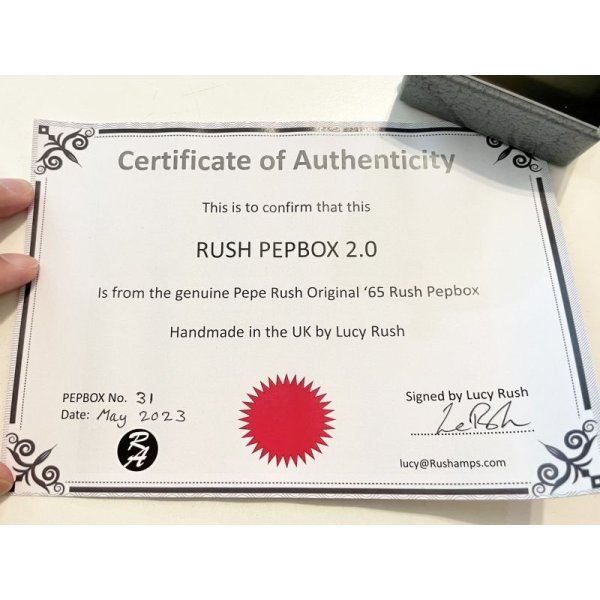 Certificate of Authenticity
This is to confirm that this
RUSH PEPBOX 2.0
Is from the genuine Pepe Rush Original ‘65 Rush Pepbox
Handmade in the UK by Lucy Rush
PEPBOX No. 31
Date: May 2023
RA
Signed by Lucy Rush
LeRush
lucy@Rushamps.com